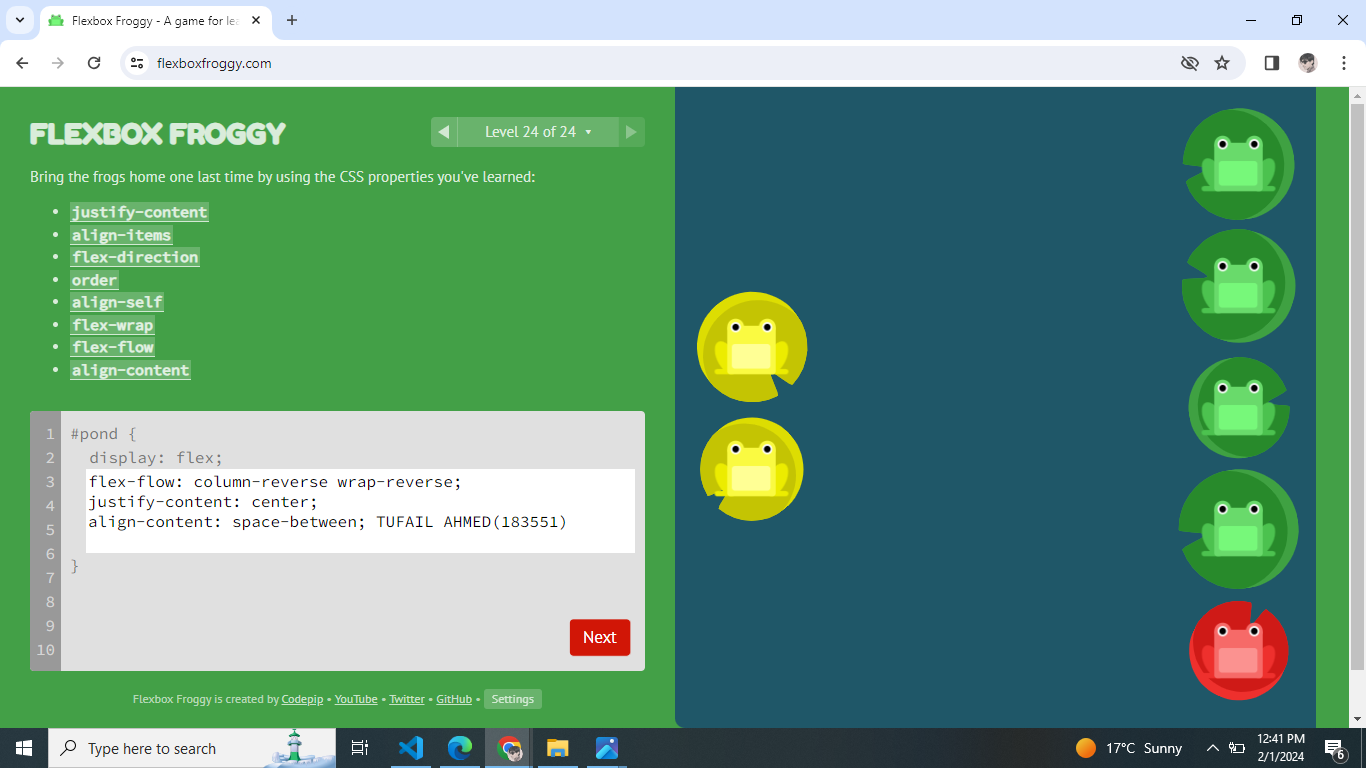 Flexbox Froggy - A game for lea
flexboxfroggy.com
FLEXBOX FROGGY
Level 24 of 24
Bring the frogs home one last time by using the CSS properties you've learned:
justify-content
align-items
flex-direction
order
align-self
flex-wrap
flex-flow
align-content
1 #pond {
2 display: flex;
3 flex-flow: column-reverse wrap-reverse;
4 justify-content: center;
5 align-content: space-between; TUFAIL AHMED(183551)
6
7 }
8
9
10
Next
Flexbox Froggy is created by Codepip • YouTube • Twitter • GitHub • Settings
Type here to search
17°C Sunny
12:41 PM
2/1/2024
6